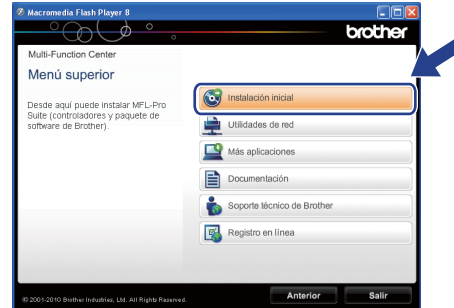 Macromedia Flash Player 8
brother
Multi-Function Center
Menú superior
Desde aquí puede instalar MFL-Pro
Suite (controladores y paquete de
software de Brother).
Instalación inicial
Utilidades de red
Más aplicaciones
Documentación
Soporte técnico de Brother
Registro en línea
© 2001-2010 Brother Industries, Ltd. All Rights Reserved.
Anterior
Salir